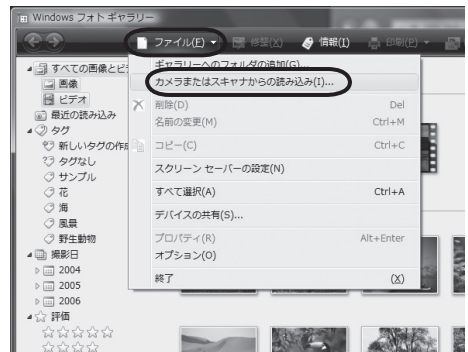 Windows フォト ギャラリー
ファイル(F) 修整(X) 情報(I) 印刷(P)
すべての画像とビ
画像
ビデオ
最近の読み込み
タグ
新しいタグの作成
タグなし
サンプル
花
海
風景
野生動物
撮影日
2004
2005
2006
評価
ギャラリーへのフォルダの追加(G)...
カメラまたはスキャナからの読み込み(I)...
削除(D) Del
名前の変更(M) Ctrl+M
コピー(C) Ctrl+C
スクリーン セーバーの設定(N)
すべて選択(A) Ctrl+A
デバイスの共有(S)...
プロパティ(R) Alt+Enter
オプション(O)
終了 (X)